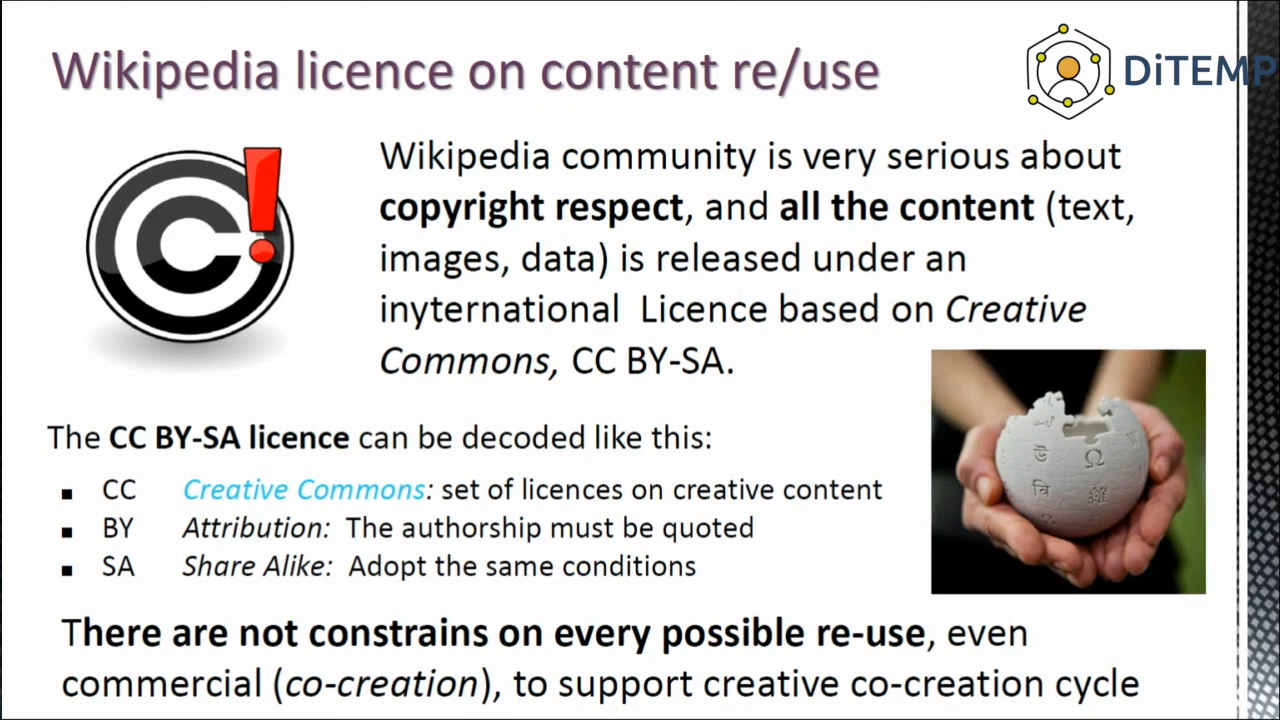 Wikipedia licence on content re/use
DiTEMP
Wikipedia community is very serious about
copyright respect, and all the content (text,
images, data) is released under an
inyternational Licence based on Creative
Commons, CC BY-SA.
The CC BY-SA licence can be decoded like this:
▪ CC Creative Commons: set of licences on creative content
▪ BY Attribution: The authorship must be quoted
▪ SA Share Alike: Adopt the same conditions
There are not constrains on every possible re-use, even
commercial (co-creation), to support creative co-creation cycle